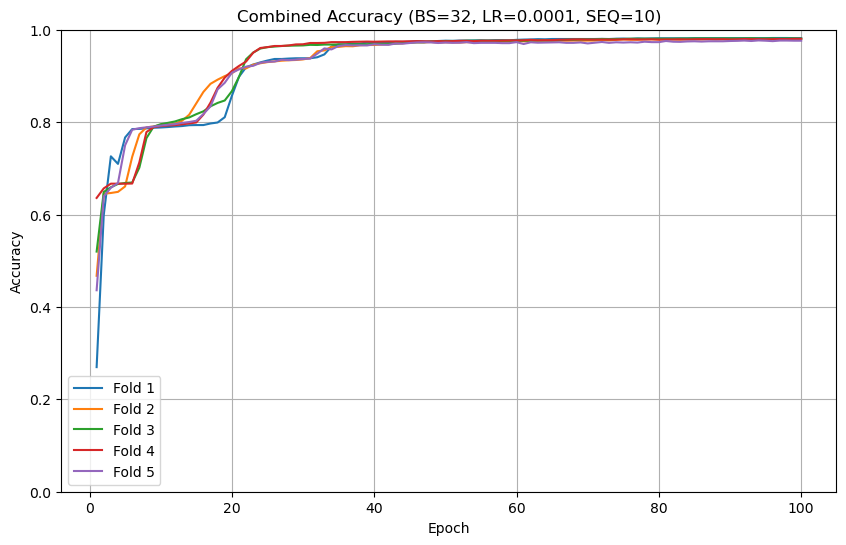 Combined Accuracy (BS=32, LR=0.0001, SEQ=10)
1.0
0.8
0.6
0.4
0.2
0.0
Accuracy
Fold 1
Fold 2
Fold 3
Fold 4
Fold 5
0
20
40
60
80
100
Epoch